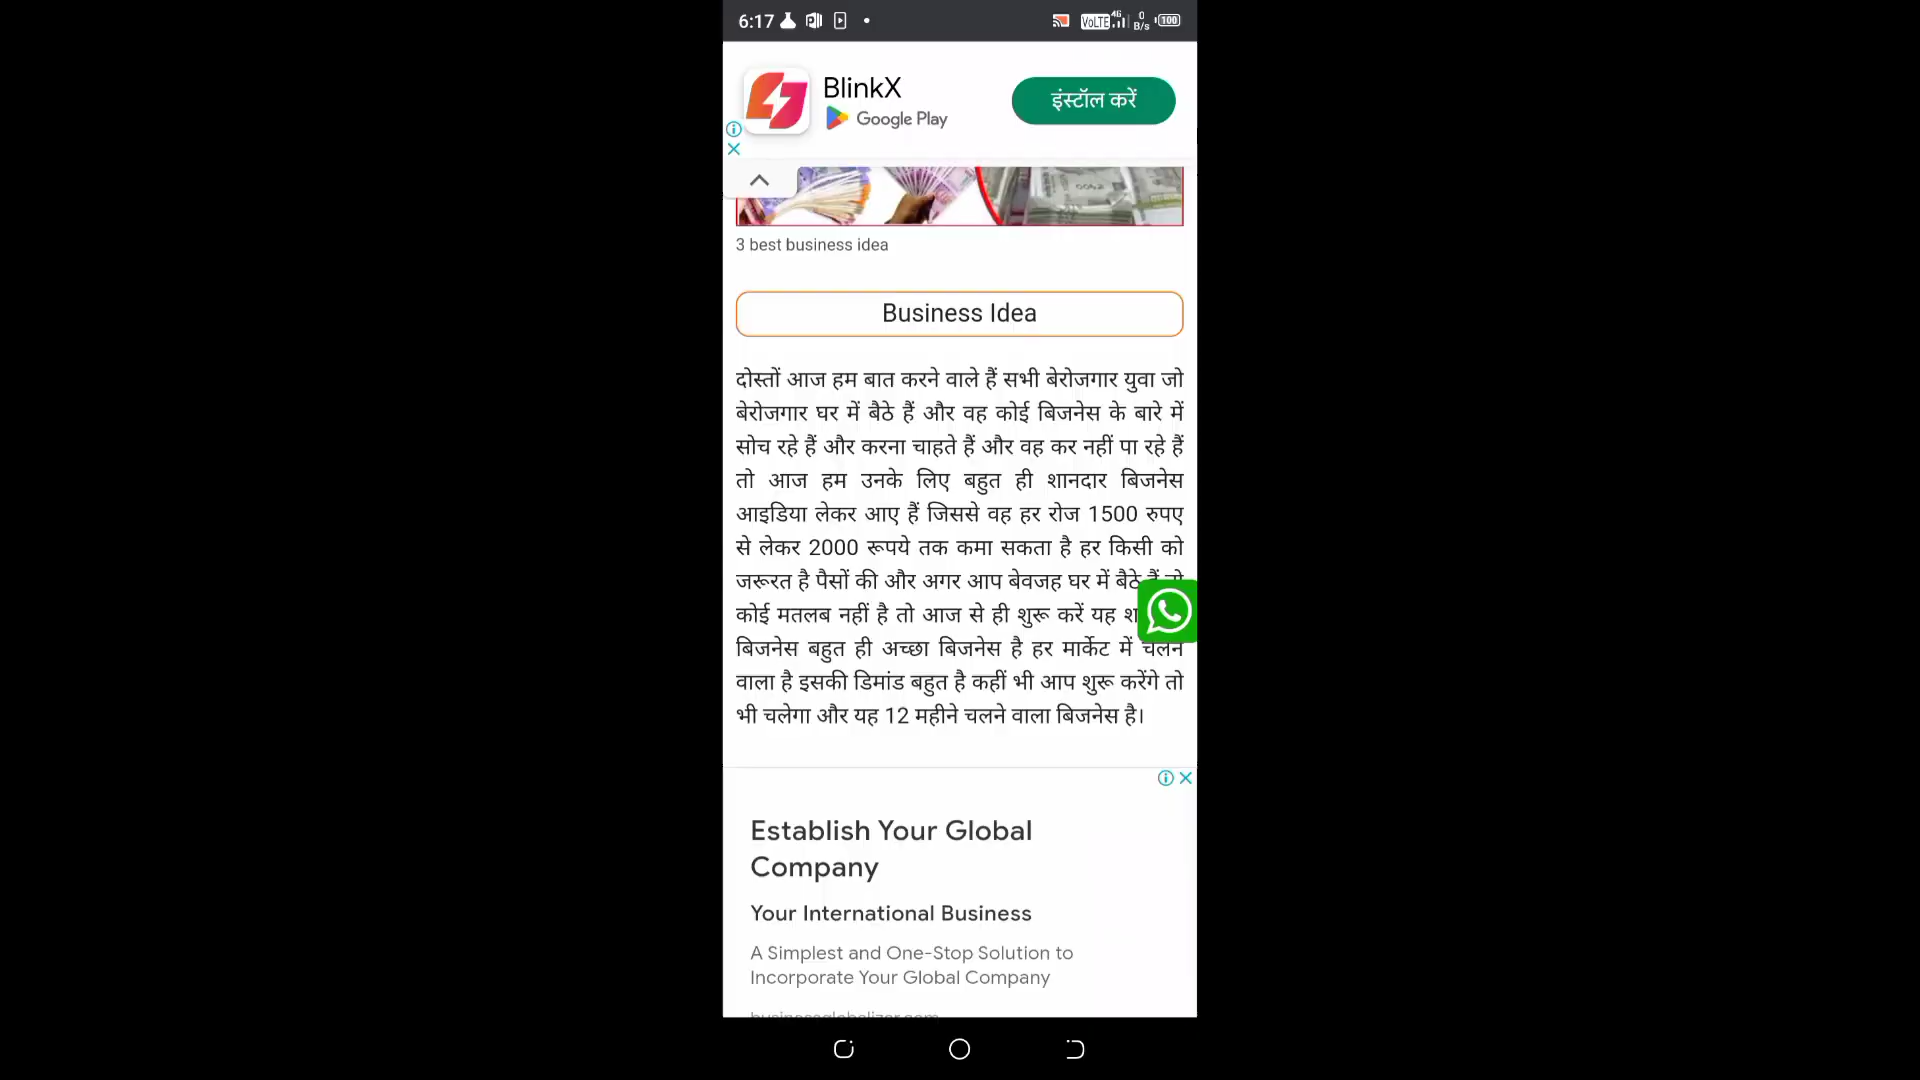 6:17
VoLTE 4G 0 B/s 100
BlinkX
Google Play
इंस्टॉल करें
3 best business idea
Business Idea
दोस्तों आज हम बात करने वाले हैं सभी बेरोजगार युवा जो
बेरोजगार घर में बैठे हैं और वह कोई बिजनेस के बारे में
सोच रहे हैं और करना चाहते हैं और वह कर नहीं पा रहे हैं
तो आज हम उनके लिए बहुत ही शानदार बिजनेस
आइडिया लेकर आए हैं जिससे वह हर रोज 1500 रुपए
से लेकर 2000 रूपये तक कमा सकता है हर किसी को
जरूरत है पैसों की और अगर आप बेवजह घर में बैठे
कोई मतलब नहीं है तो आज से ही शुरू करें यह
बिजनेस बहुत ही अच्छा बिजनेस है हर मार्केट में चलने
वाला है इसकी डिमांड बहुत है कहीं भी आप शुरू करेंगे तो
भी चलेगा और यह 12 महीने चलने वाला बिजनेस है।
Establish Your Global
Company
Your International Business
A Simplest and One-Stop Solution to
Incorporate Your Global Company